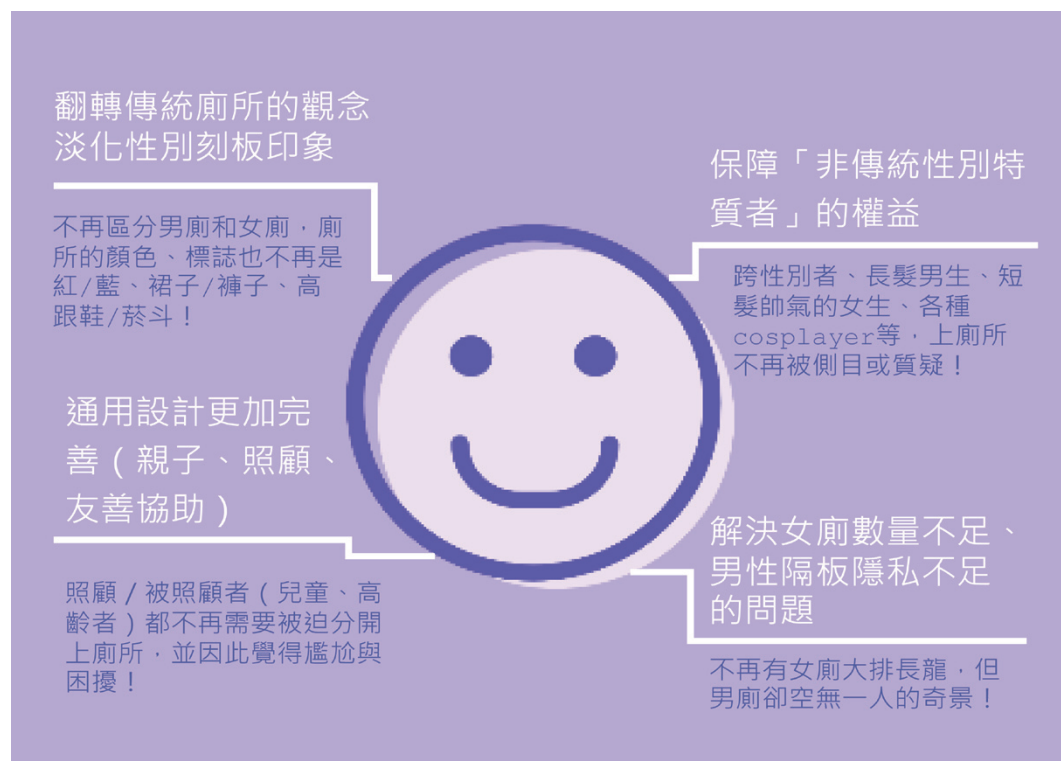 翻轉傳統廁所的觀念
淡化性別刻板印象
不再區分男廁和女廁，廁
所的顏色、標誌也不再是
紅/藍、裙子/褲子、高
跟鞋/菸斗！
保障「非傳統性別特
質者」的權益
跨性別者、長髮男生、短
髮帥氣的女生、各種
cosplayer等，上廁所
不再被側目或質疑！
通用設計更加完
善（親子、照顧、
友善協助）
照顧/被照顧者（兒童、高
齡者）都不再需要被迫分開
上廁所，並因此覺得尷尬與
困擾！
解決女廁數量不足、
男性隔板隱私不足
的問題
不再有女廁大排長龍，但
男廁卻空無一人的奇景！